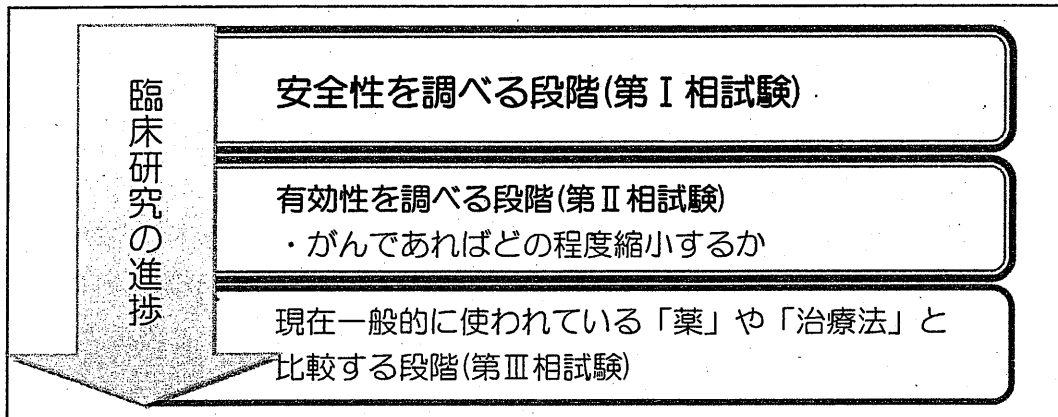 臨床研究の進捗
安全性を調べる段階(第Ⅰ相試験)
有効性を調べる段階(第Ⅱ相試験)
・がんであればどの程度縮小するか
現在一般的に使われている「薬」や「治療法」と
比較する段階(第Ⅲ相試験)